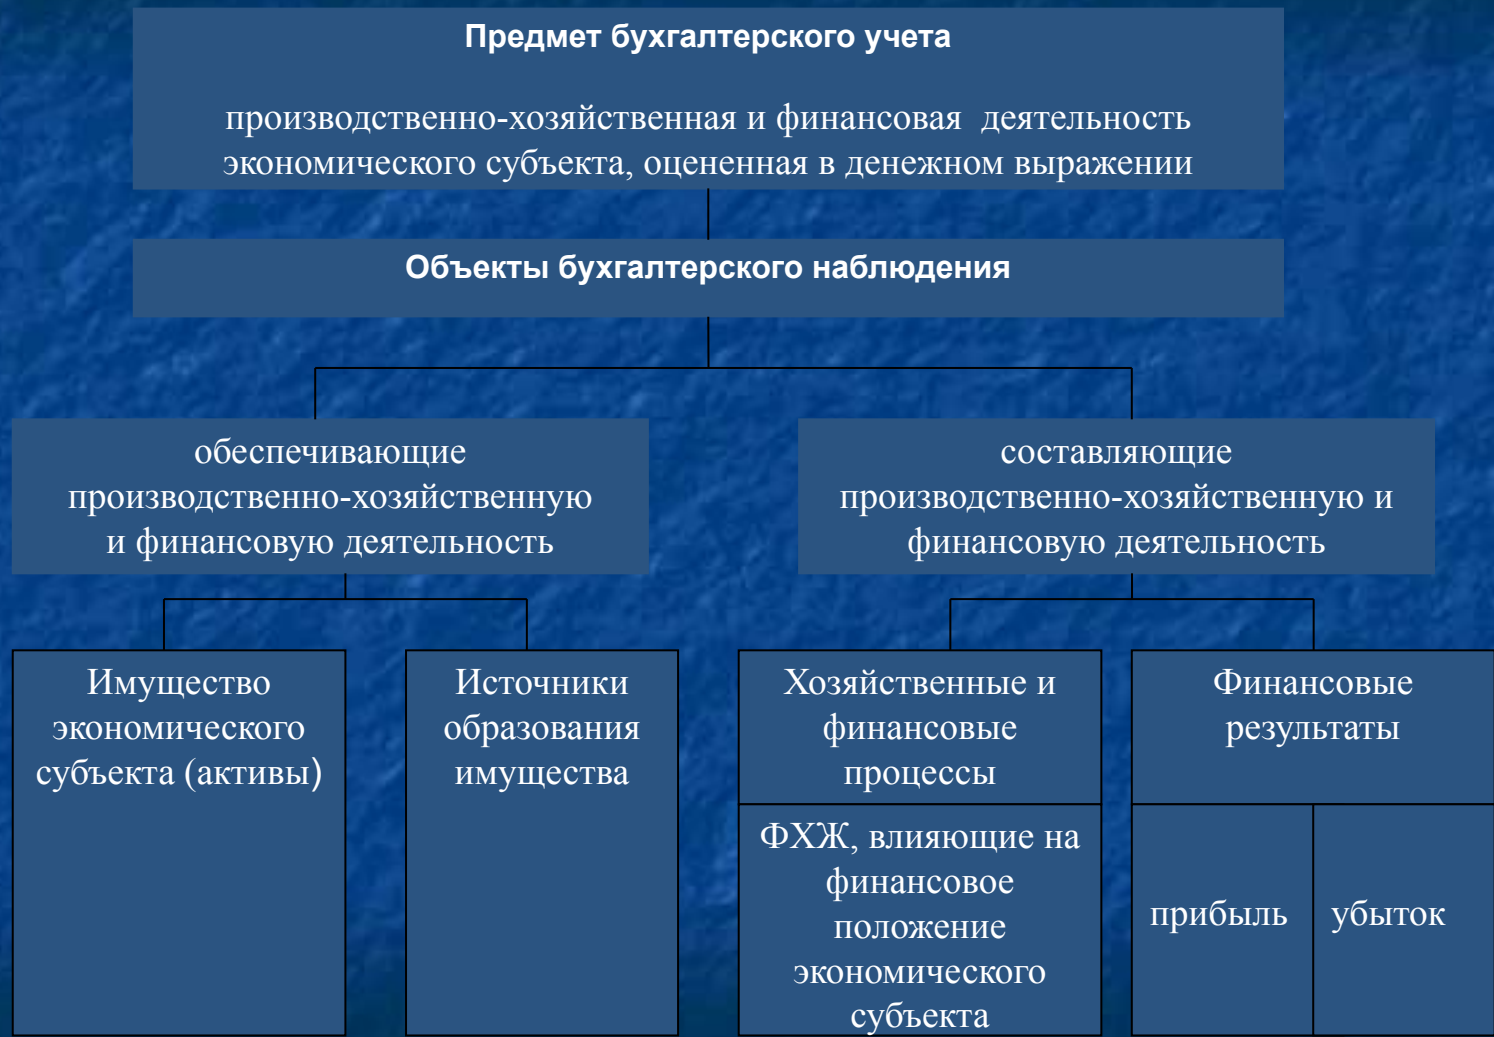 Предмет бухгалтерского учета
производственно-хозяйственная и финансовая деятельность
экономического субъекта, оцененная в денежном выражении
Объекты бухгалтерского наблюдения
обеспечивающие
производственно-хозяйственную
и финансовую деятельность
составляющие
производственно-хозяйственную и
финансовую деятельность
Имущество
экономического
субъекта (активы)
Источники
образования
имущества
Хозяйственные и
финансовые
процессы
ФХЖ, влияющие на
финансовое
положение
экономического
субъекта
Финансовые
результаты
прибыль
убыток